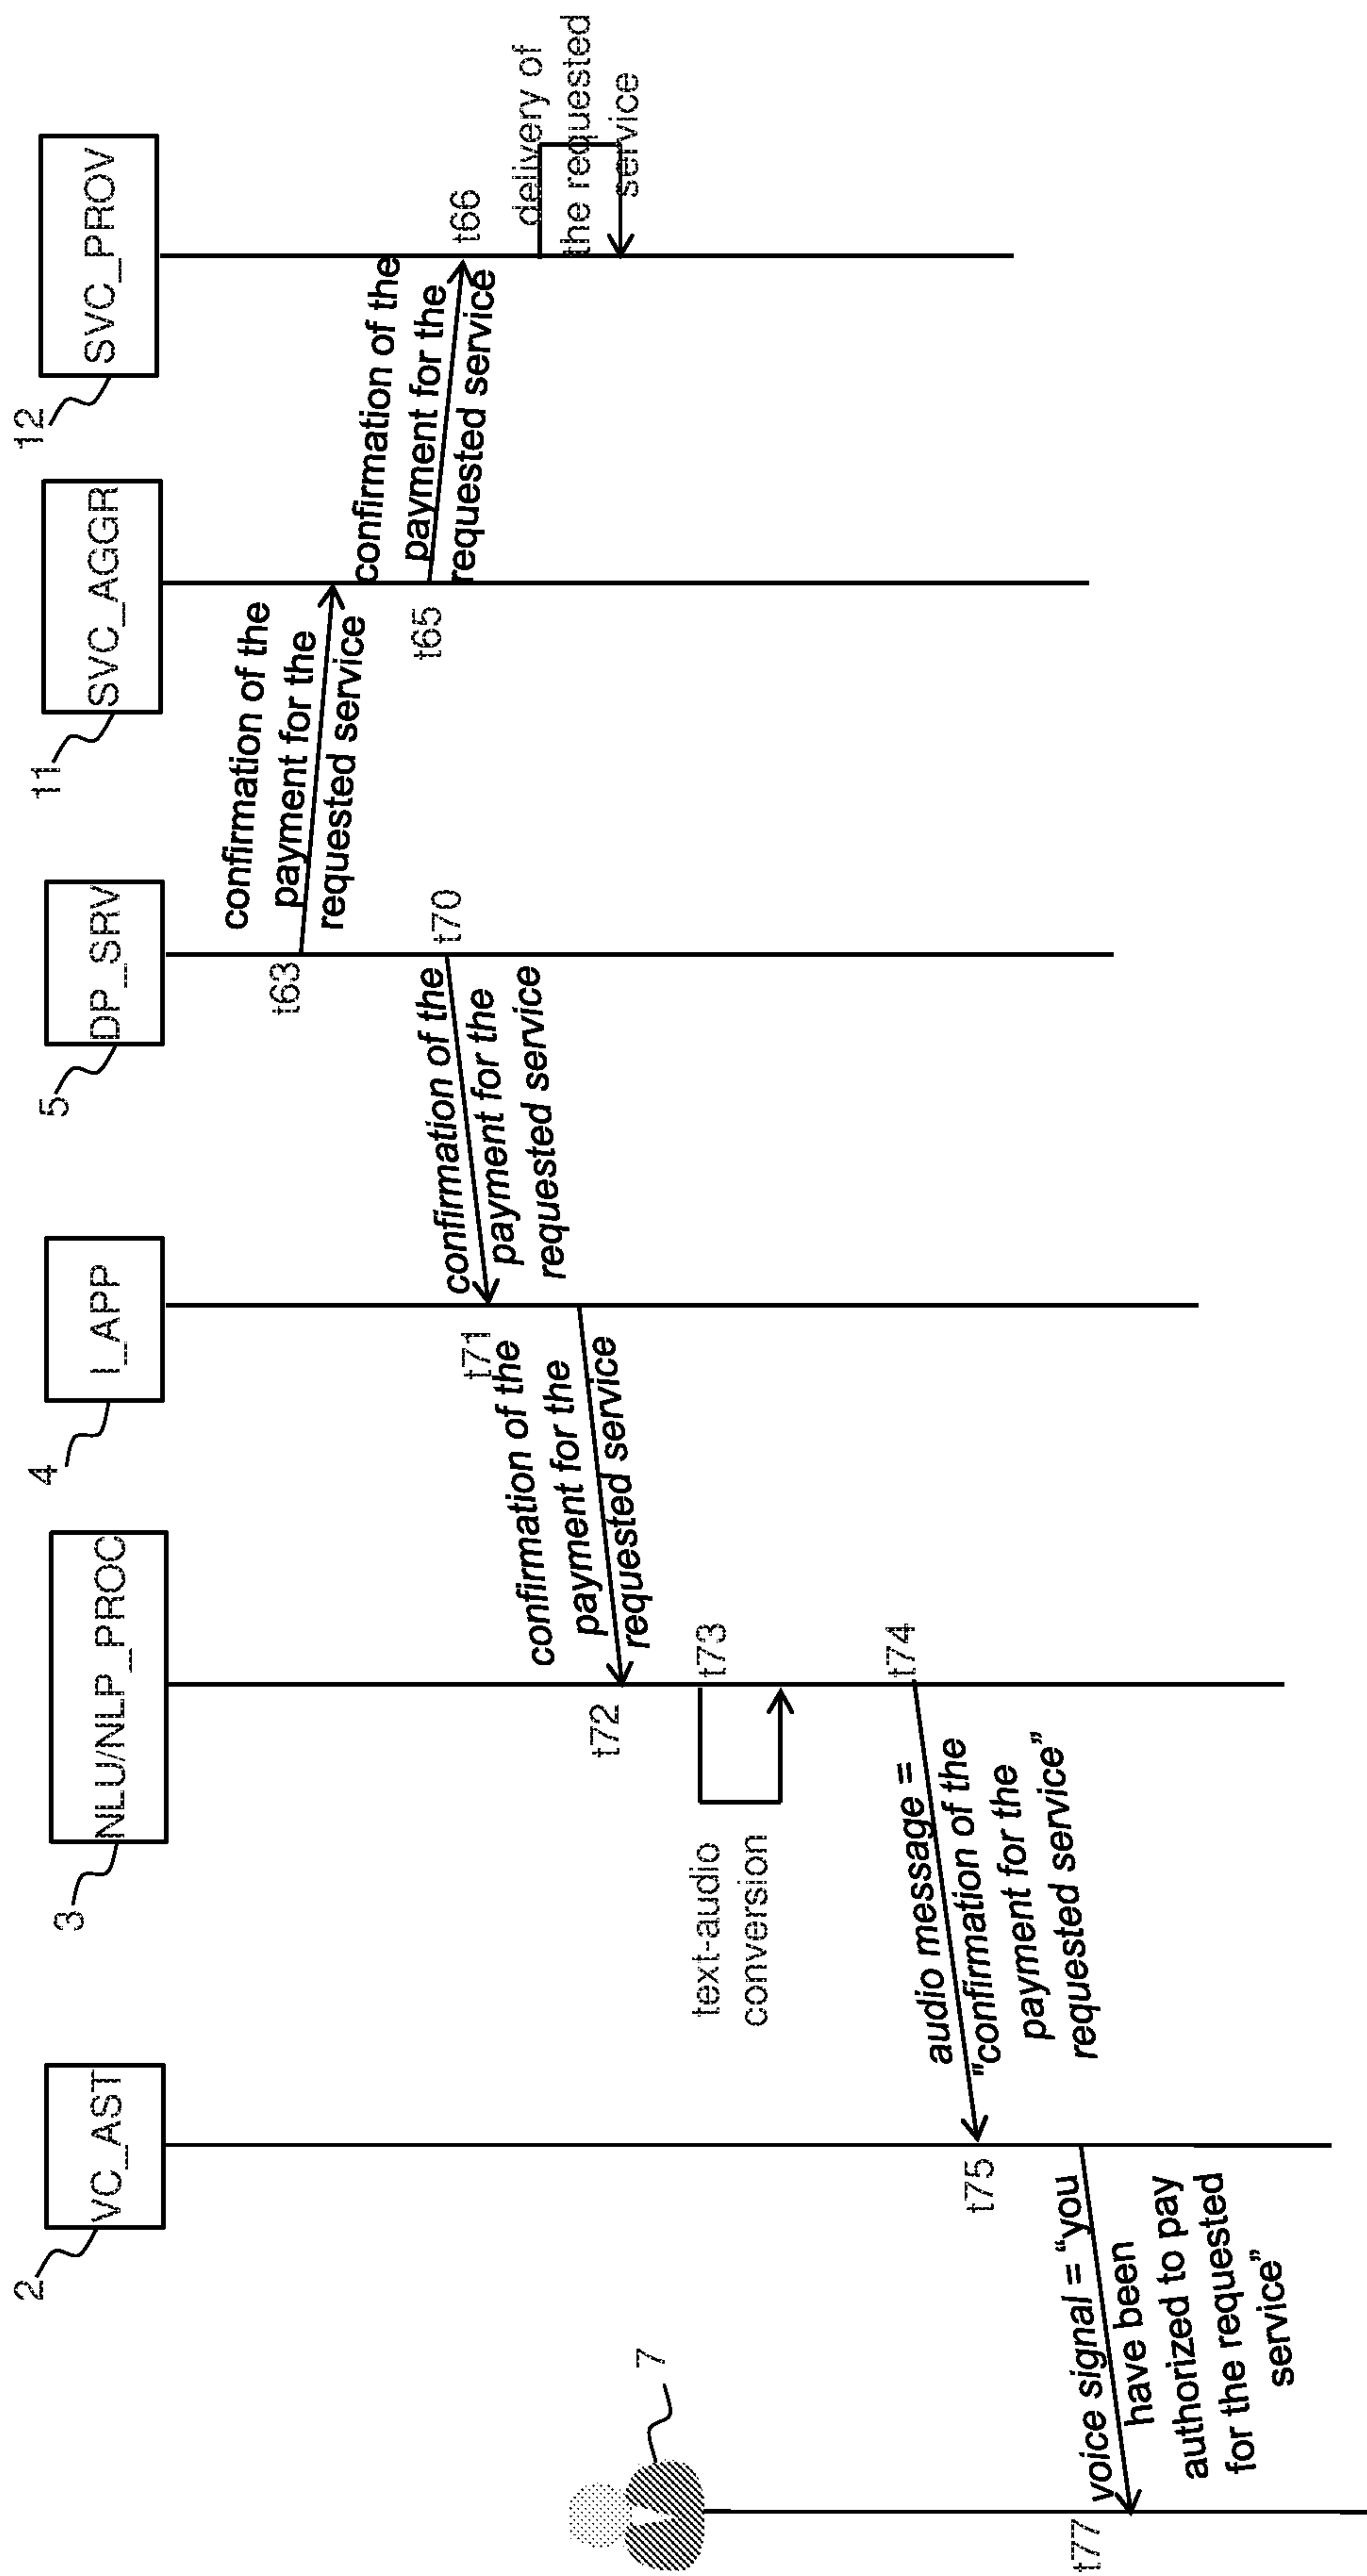 7
2
VC_AST
3
NLU/NLP_PROC
4
I_APP
5
DP_SRV
11
SVC_AGGR
12
SVC_PROV
t63
confirmation of the
payment for the
requested service
t65
confirmation of the
payment for the
requested service
t66
delivery of
the requested
service
t70
confirmation of the
payment for the
requested service
t71
confirmation of the
payment for the
requested service
t72
t73
text-audio
conversion
t74
audio message =
"confirmation of the
payment for the
requested service”
t75
voice signal = “you
have been
authorized to pay
for the requested
service”
t77